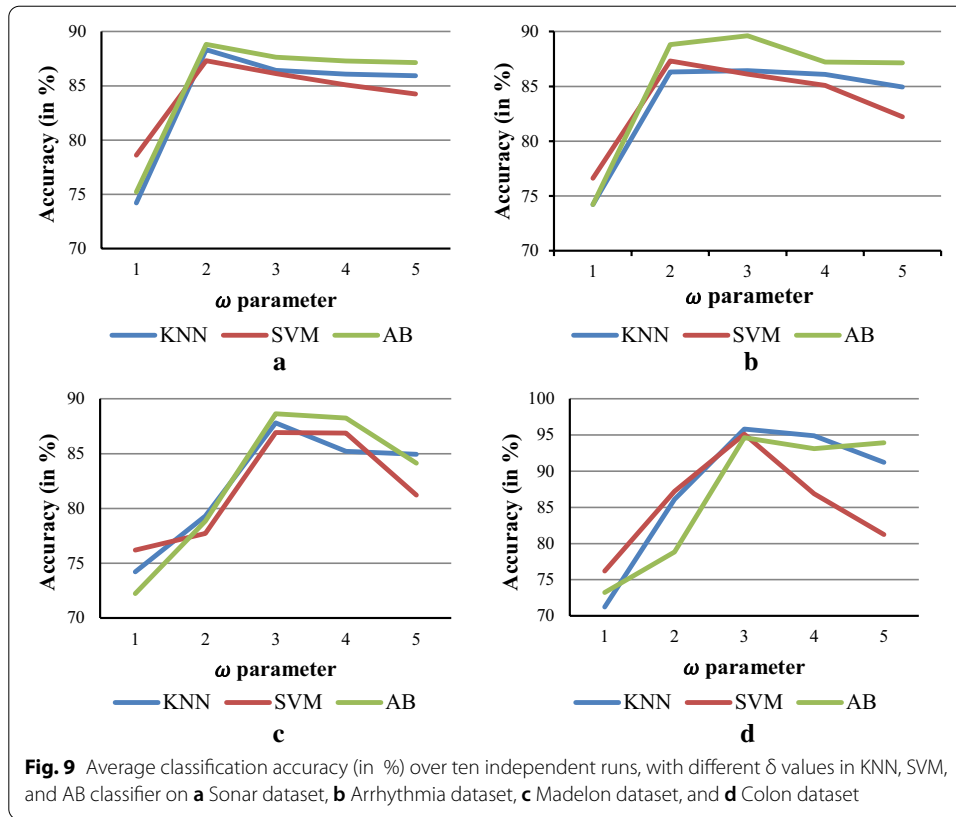 90
85
80
75
70
Accuracy (in %)
1 2 3 4 5
ω parameter
KNN SVM AB
a
90
85
80
75
70
Accuracy (in %)
1 2 3 4 5
ω parameter
KNN SVM AB
b
90
85
80
75
70
Accuracy (in %)
1 2 3 4 5
ω parameter
KNN SVM AB
c
100
95
90
85
80
75
70
Accuracy (in %)
1 2 3 4 5
ω parameter
KNN SVM AB
d
Fig. 9 Average classification accuracy (in %) over ten independent runs, with different δ values in KNN, SVM,
and AB classifier on a Sonar dataset, b Arrhythmia dataset, c Madelon dataset, and d Colon dataset